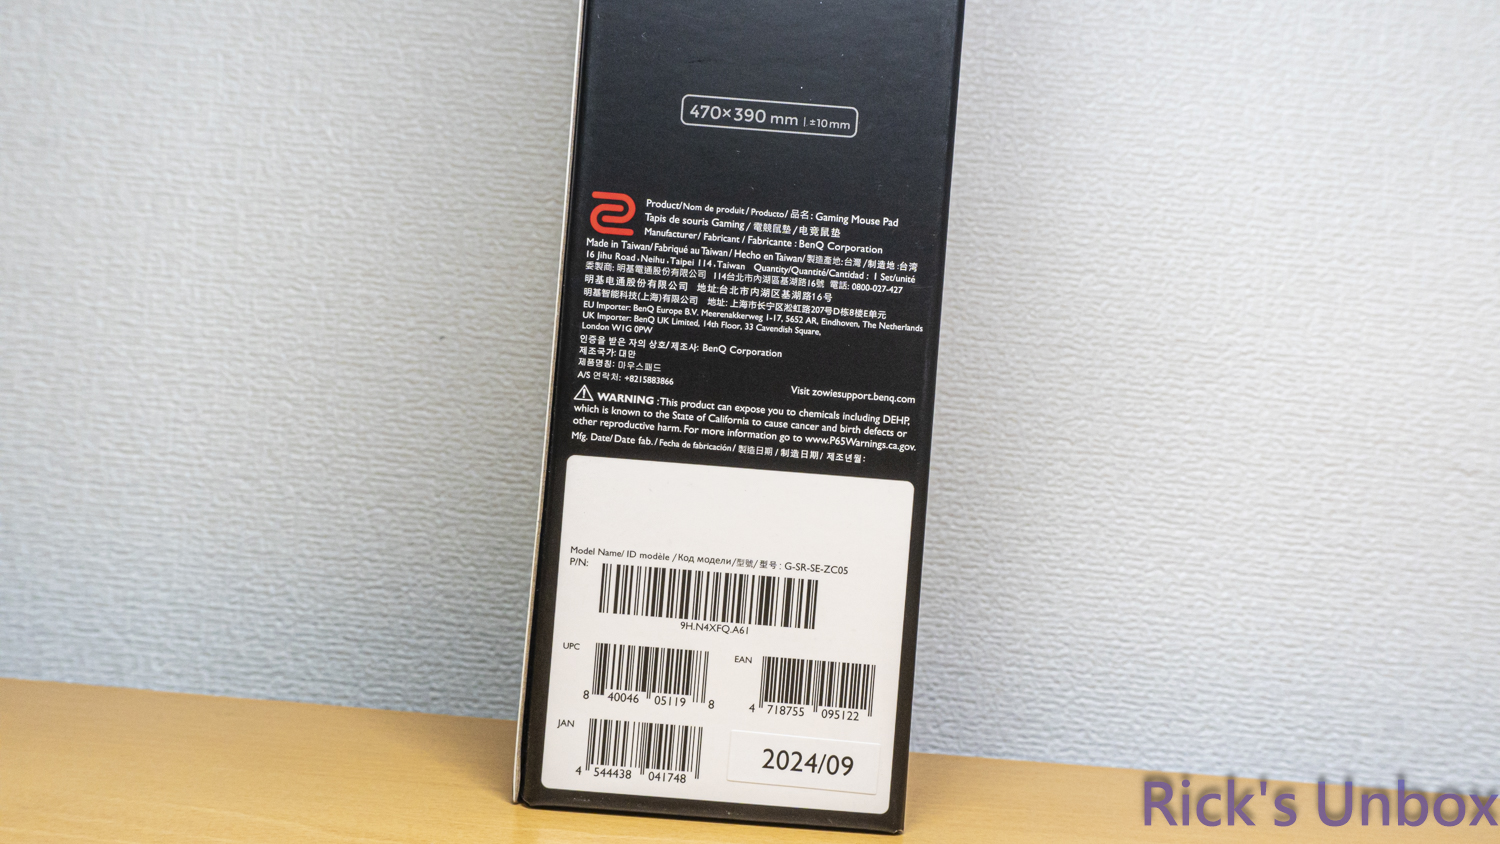 470×390 mm | ±10mm
Product/Nom de produit/Producto/品名: Gaming Mouse Pad
Tapis de souris Gaming/電競鼠墊/电竞鼠垫
Manufacturer/ Fabricant / Fabricante : BenQ Corporation
Made in Taiwan/Fabriqué au Taiwan/Hecho en Taiwan/製造產地:台灣/制造地:台湾
16 Jihu Road, Neihu, Taipei 114, Taiwan Quantity/Quantité/Cantidad : 1 Set/unité
委製商: 明基電通股份有限公司 114台北市內湖區基湖路16號 電話: 0800-027-427
明基电通股份有限公司 地址:台北市内湖区基湖路16号
明基智能科技(上海)有限公司 地址: 上海市长宁区淞虹路207号D栋8楼E单元
EU Importer: BenQ Europe B.V. Meerenakkerweg 1-17, 5652 AR, Eindhoven, The Netherlands
UK Importer: BenQ UK Limited, 14th Floor, 33 Cavendish Square,
London W1G 0PW
인증을 받은 자의 상호/제조사: BenQ Corporation
제조국가: 대만
제품명칭: 마우스패드
A/S 연락처: +8215883866
Visit zowiesupport.benq.com
WARNING :This product can expose you to chemicals including DEHP,
which is known to the State of California to cause cancer and birth defects or
other reproductive harm. For more information go to www.P65Warnings.ca.gov.
Mfg. Date/Date fab./Fecha de fabricación/製造日期/制造日期/제조년월:
Model Name/ ID modèle /Код модели/型號/型号: G-SR-SE-ZC05
P/N:
9H.N4XFQ.A61
UPC
8 40046 05119 8
EAN
4 718755 095122
JAN
4 544438 041748
2024/09
Rick's Unbox